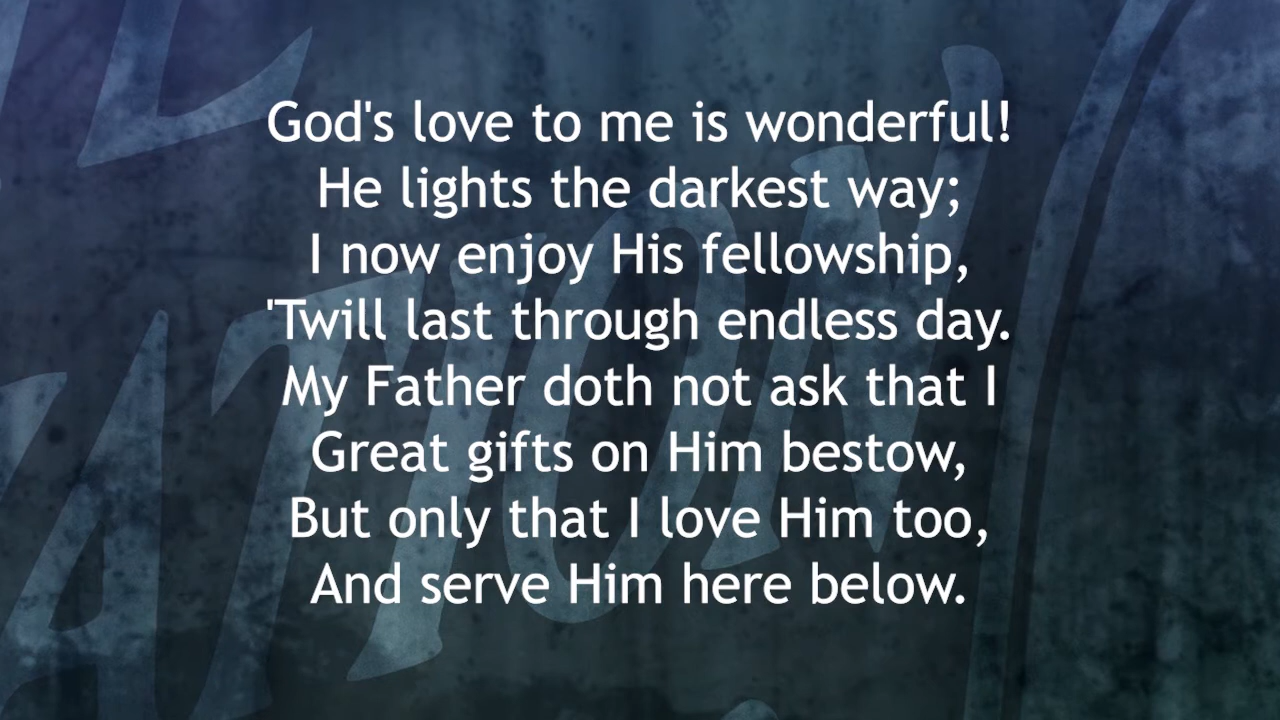 God's love to me is wonderful!
He lights the darkest way;
I now enjoy His fellowship,
'Twill last through endless day.
My Father doth not ask that I
Great gifts on Him bestow,
But only that I love Him too,
And serve Him here below.